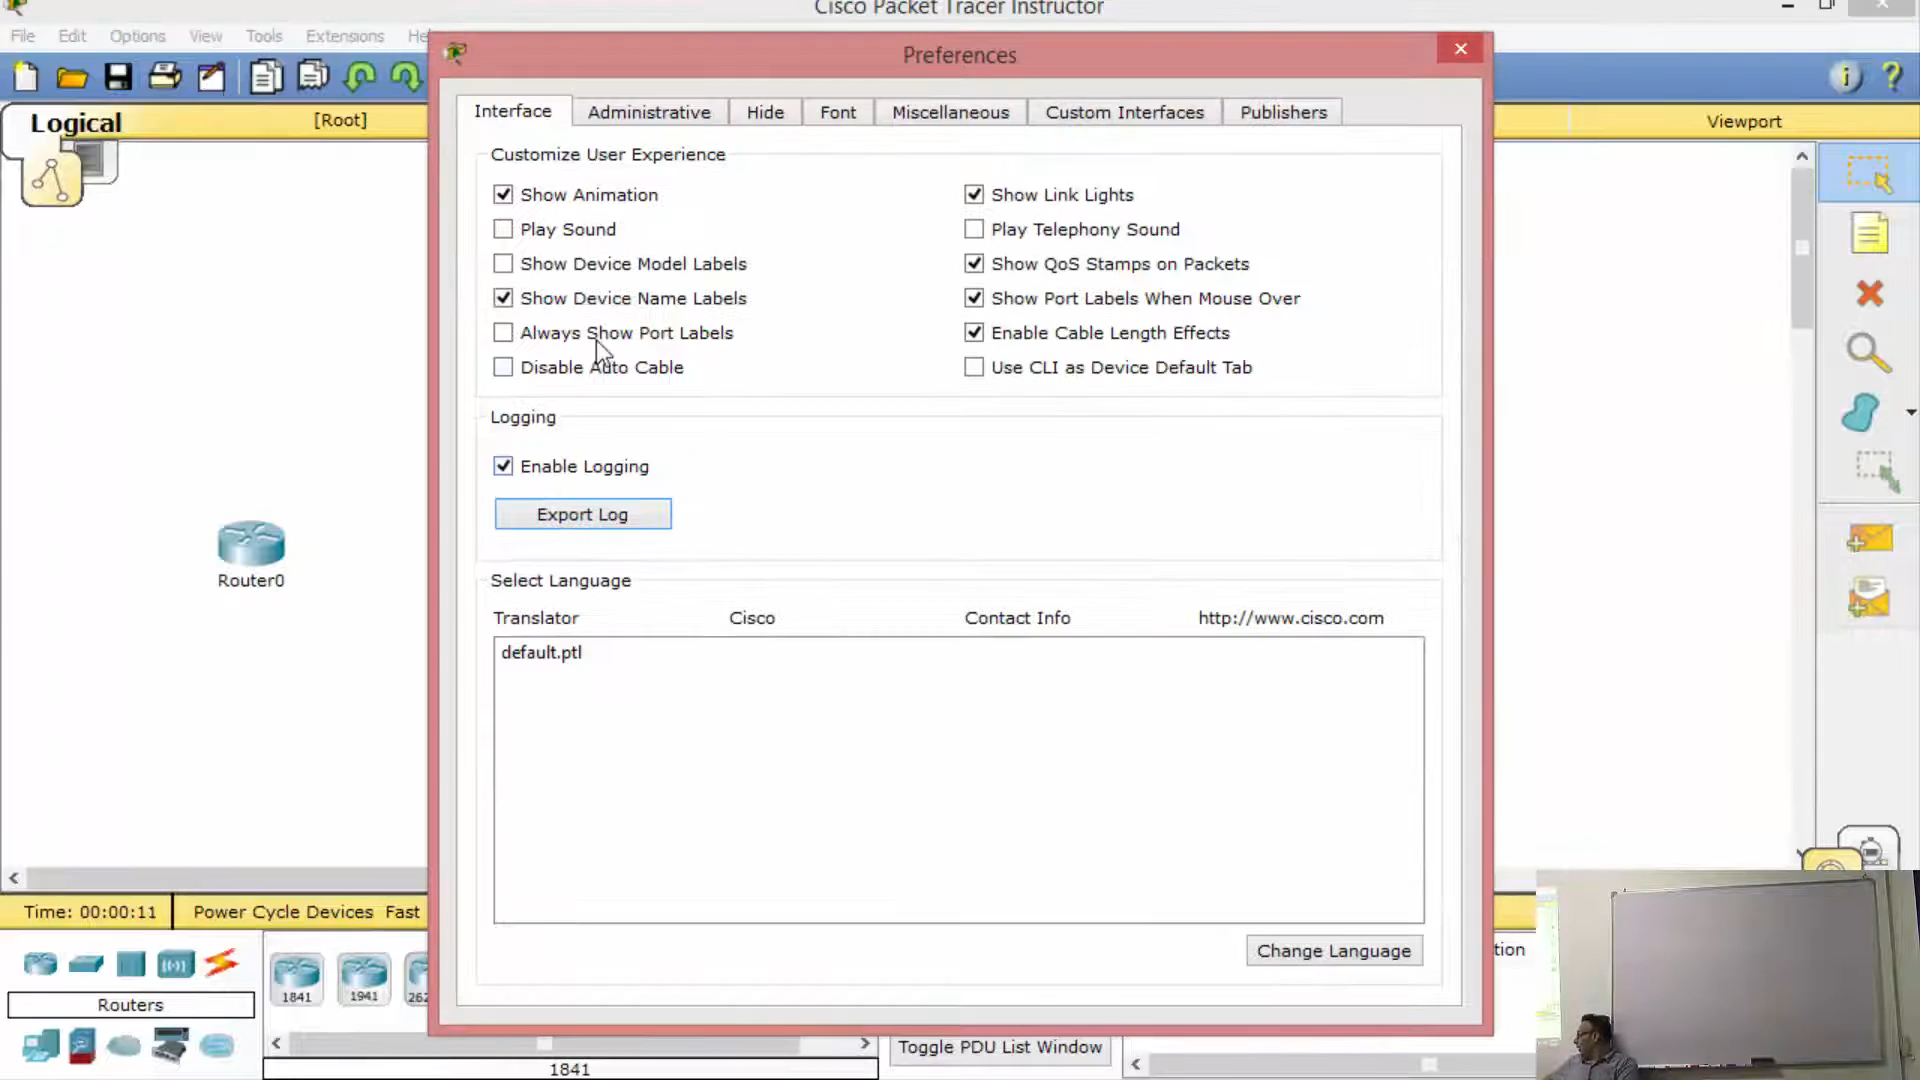 Cisco Packet Tracer Instructor
File Edit Options View Tools Extensions He
Preferences
Logical
[Root]
Viewport
Interface Administrative Hide Font Miscellaneous Custom Interfaces Publishers
Customize User Experience
Show Animation
Show Link Lights
Play Sound
Play Telephony Sound
Show Device Model Labels
Show QoS Stamps on Packets
Show Device Name Labels
Show Port Labels When Mouse Over
Always Show Port Labels
Enable Cable Length Effects
Disable Auto Cable
Use CLI as Device Default Tab
Logging
Enable Logging
Export Log
Router0
Select Language
Translator Cisco Contact Info http://www.cisco.com
default.ptl
Change Language
Time: 00:00:11 Power Cycle Devices Fast
tion
1841 1941 262
Routers
Toggle PDU List Window
1841